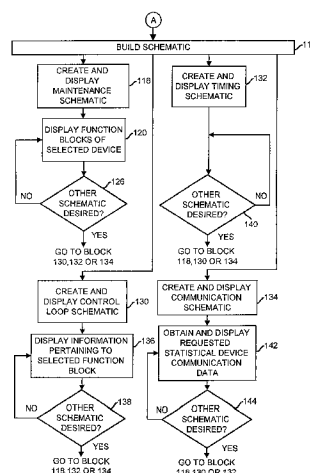 A
BUILD SCHEMATIC
11
CREATE AND
DISPLAY
MAINTENANCE
SCHEMATIC
118
DISPLAY FUNCTION
BLOCKS OF
SELECTED DEVICE
120
OTHER
SCHEMATIC
DESIRED?
126
NO
YES
GO TO BLOCK
130,132 OR 134
CREATE AND
DISPLAY TIMING
SCHEMATIC
132
OTHER
SCHEMATIC
DESIRED?
NO
140
YES
GO TO BLOCK
118,130 OR 134
CREATE AND
DISPLAY CONTROL
LOOP SCHEMATIC
130
DISPLAY INFORMATION
PERTAINING TO
SELECTED FUNCTION
BLOCK
136
NO
OTHER
SCHEMATIC
DESIRED?
138
YES
GO TO BLOCK
118,132 OR 134
CREATE AND DISPLAY
COMMUNICATION
SCHEMATIC
134
OBTAIN AND DISPLAY
REQUESTED
STATISTICAL DEVICE
COMMUNICATION
DATA
142
NO
OTHER
SCHEMATIC
DESIRED?
144
YES
GO TO BLOCK
118,130 OR 132